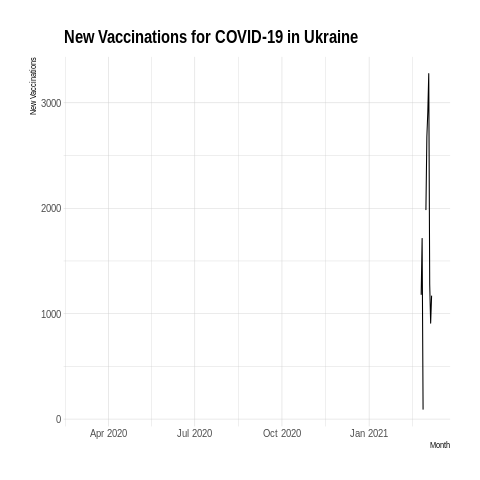 New Vaccinations for COVID-19 in Ukraine
New Vaccinations
3000
2000
1000
0
Apr 2020
Jul 2020
Oct 2020
Jan 2021
Month